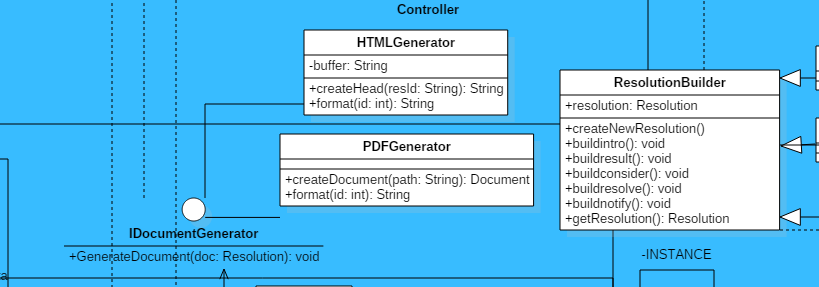 Controller
HTMLGenerator
-buffer: String
+createHead(resId: String): String
+format(id: int): String
ResolutionBuilder
+resolution: Resolution
+createNewResolution()
+buildintro(): void
+buildresult(): void
+buildconsider(): void
+buildresolve(): void
+buildnotify(): void
+getResolution(): Resolution
PDFGenerator
+createDocument(path: String): Document
+format(id: int): String
IDocumentGenerator
+GenerateDocument(doc: Resolution): void
-INSTANCE